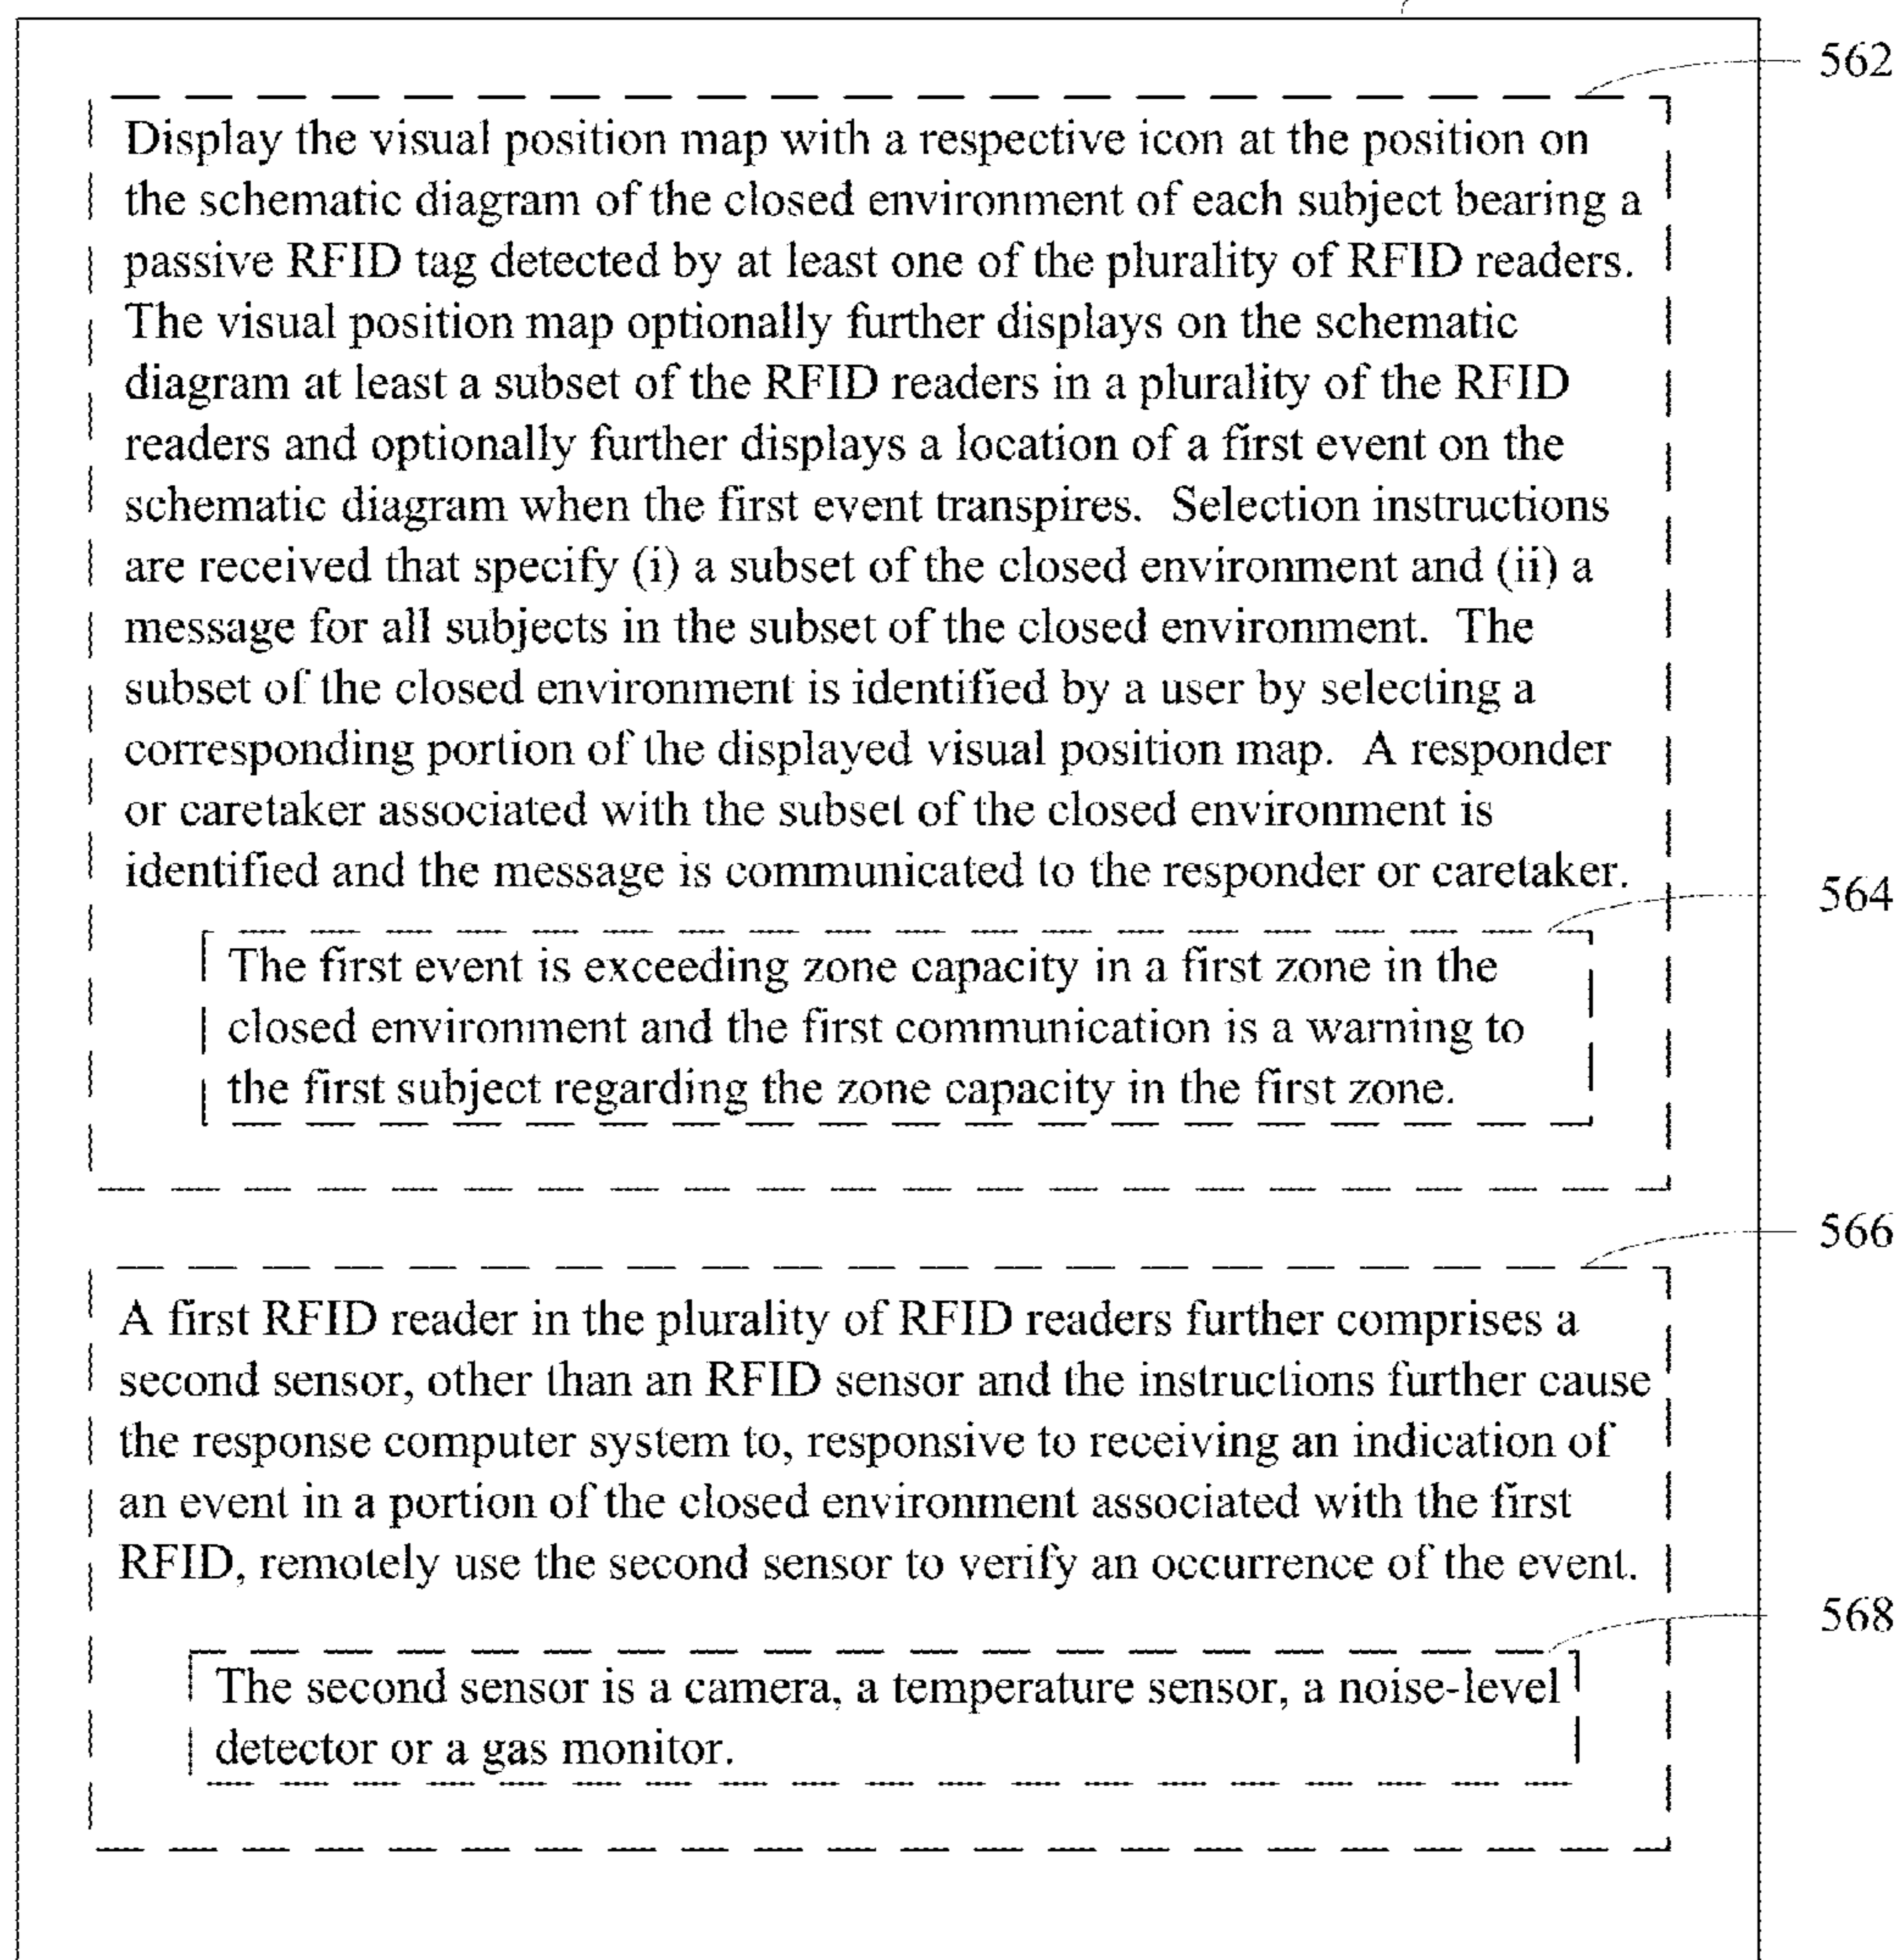 562
Display the visual position map with a respective icon at the position on
the schematic diagram of the closed environment of each subject bearing a
passive RFID tag detected by at least one of the plurality of RFID readers.
The visual position map optionally further displays on the schematic
diagram at least a subset of the RFID readers in a plurality of the RFID
readers and optionally further displays a location of a first event on the
schematic diagram when the first event transpires.  Selection instructions
are received that specify (i) a subset of the closed environment and (ii) a
message for all subjects in the subset of the closed environment.  The
subset of the closed environment is identified by a user by selecting a
corresponding portion of the displayed visual position map.  A responder
or caretaker associated with the subset of the closed environment is
identified and the message is communicated to the responder or caretaker.
564
The first event is exceeding zone capacity in a first zone in the
closed environment and the first communication is a warning to
the first subject regarding the zone capacity in the first zone.
566
A first RFID reader in the plurality of RFID readers further comprises a
second sensor, other than an RFID sensor and the instructions further cause
the response computer system to, responsive to receiving an indication of
an event in a portion of the closed environment associated with the first
RFID, remotely use the second sensor to verify an occurrence of the event.
568
The second sensor is a camera, a temperature sensor, a noise-level
detector or a gas monitor.